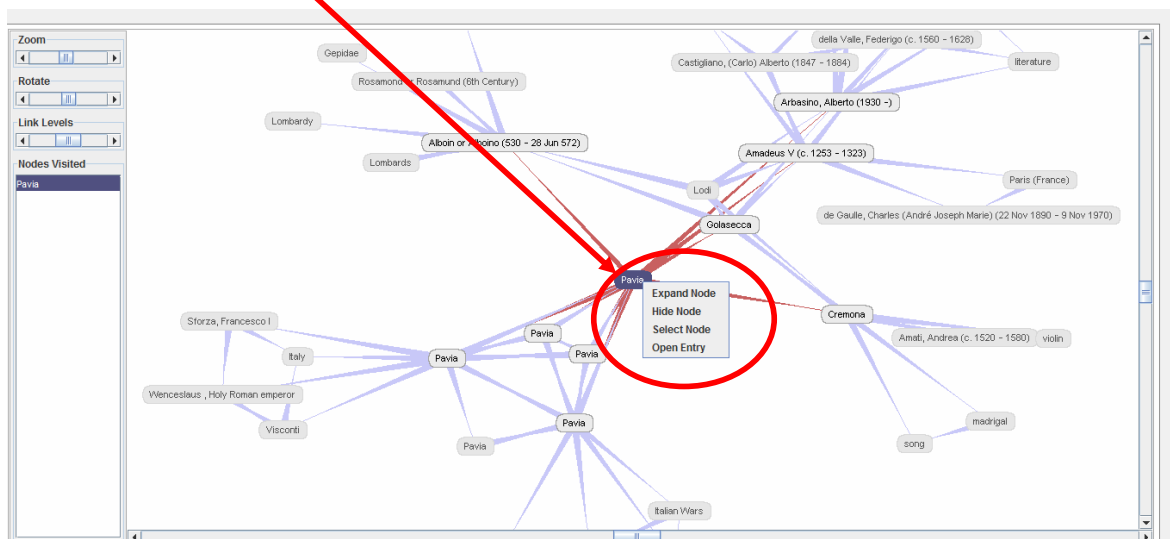 Zoom
Rotate
Link Levels
Nodes Visited
Pavia
della Valle, Federigo (c. 1560 - 1628)
Gepidae
Castigliano, (Carlo) Alberto (1847 - 1884)
literature
Rosamond or Rosamund (6th Century)
Arbasino, Alberto (1930 -)
Lombardy
Alboin or Alboino (530 - 28 Jun 572)
Amadeus V (c. 1253 - 1323)
Lombards
Paris (France)
Lodi
de Gaulle, Charles (André Joseph Marie) (22 Nov 1890 - 9 Nov 1970)
Golasecca
Pavia
Expand Node
Hide Node
Select Node
Open Entry
Cremona
Sforza, Francesco I
Pavia
Amati, Andrea (c. 1520 - 1580)
violin
Italy
Pavia
Pavia
Wenceslaus , Holy Roman emperor
Visconti
Pavia
madrigal
Pavia
song
Italian Wars